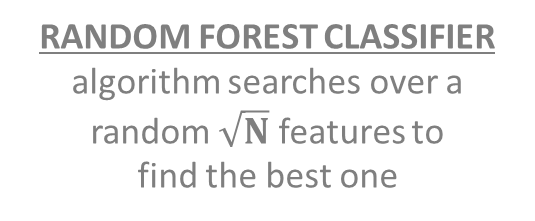 RANDOM FOREST CLASSIFIER
algorithm searches over a
random √N features to
find the best one